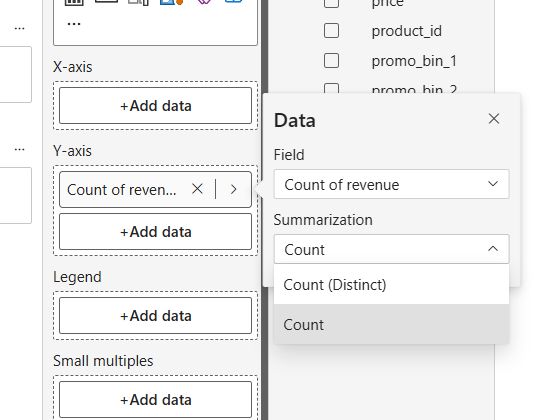 ...
...
price
product_id
promo_bin_1
promo_bin_2
...
X-axis
+Add data
Y-axis
Count of reven...
+Add data
Legend
+Add data
Small multiples
+Add data
Data
Field
Count of revenue
Summarization
Count
Count (Distinct)
Count